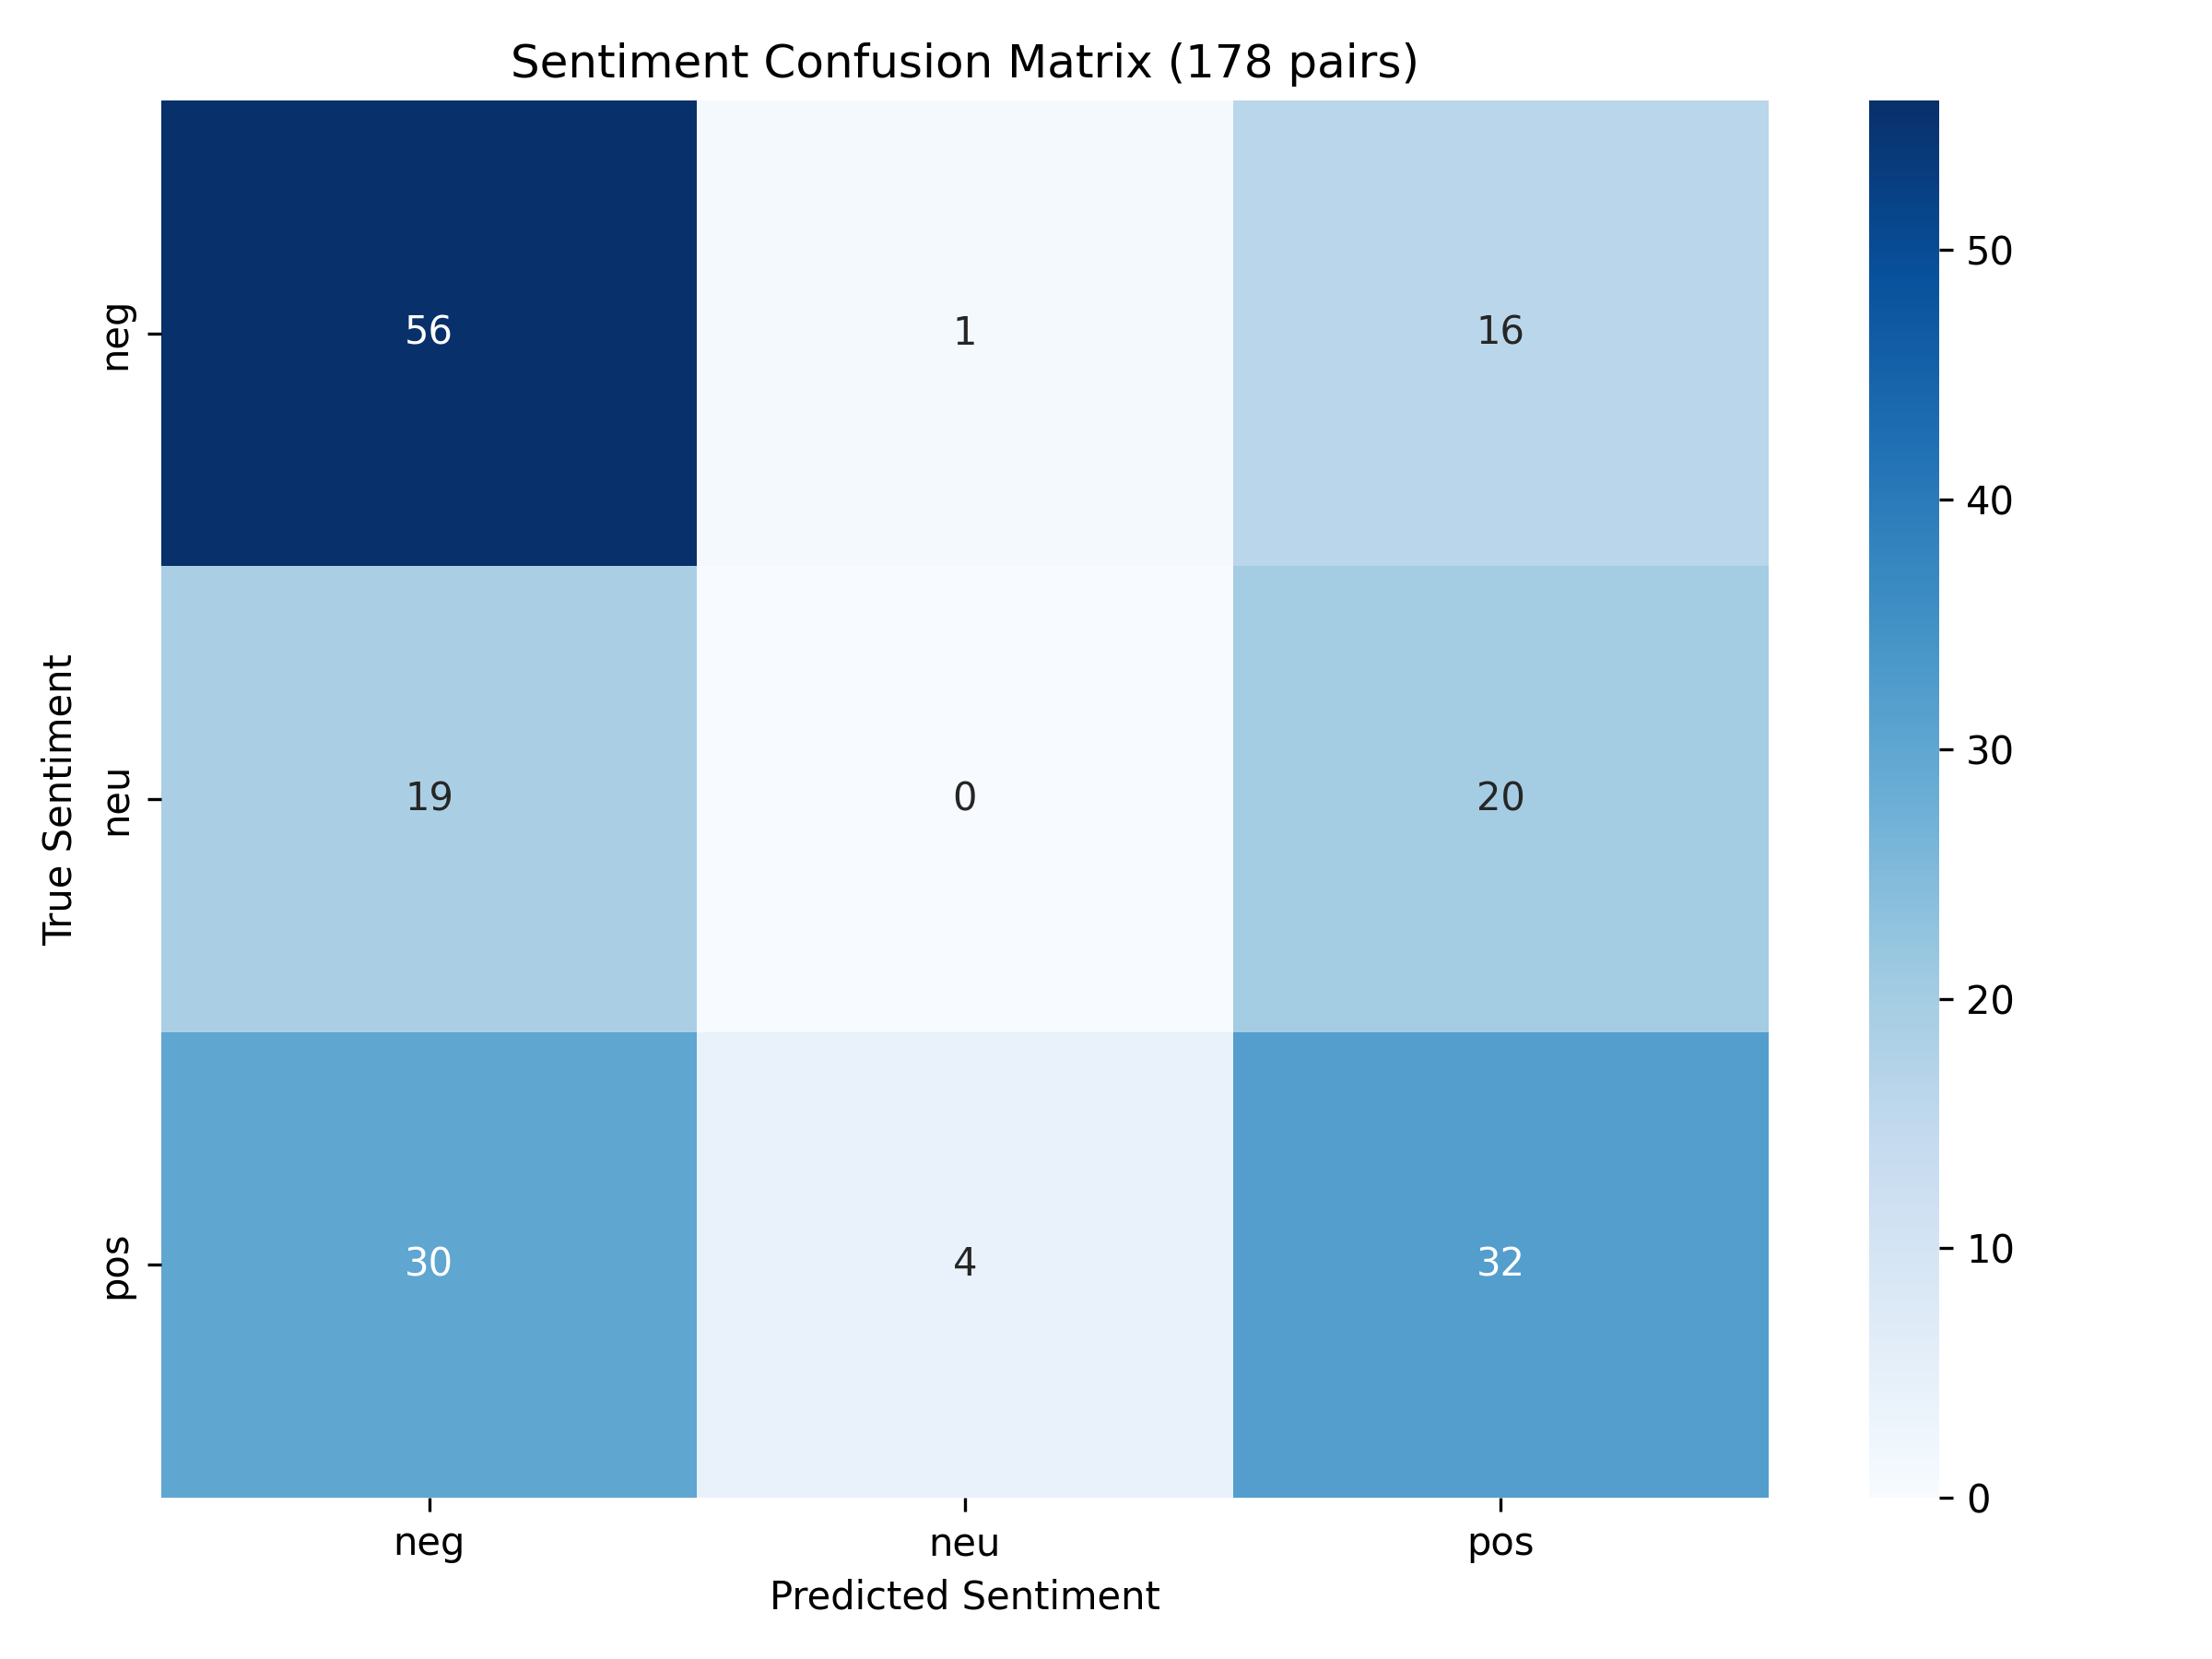 Sentiment Confusion Matrix (178 pairs)
True Sentiment
neg
56
1
16
neu
19
0
20
pos
30
4
32
neg
neu
pos
Predicted Sentiment
50
40
30
20
10
0